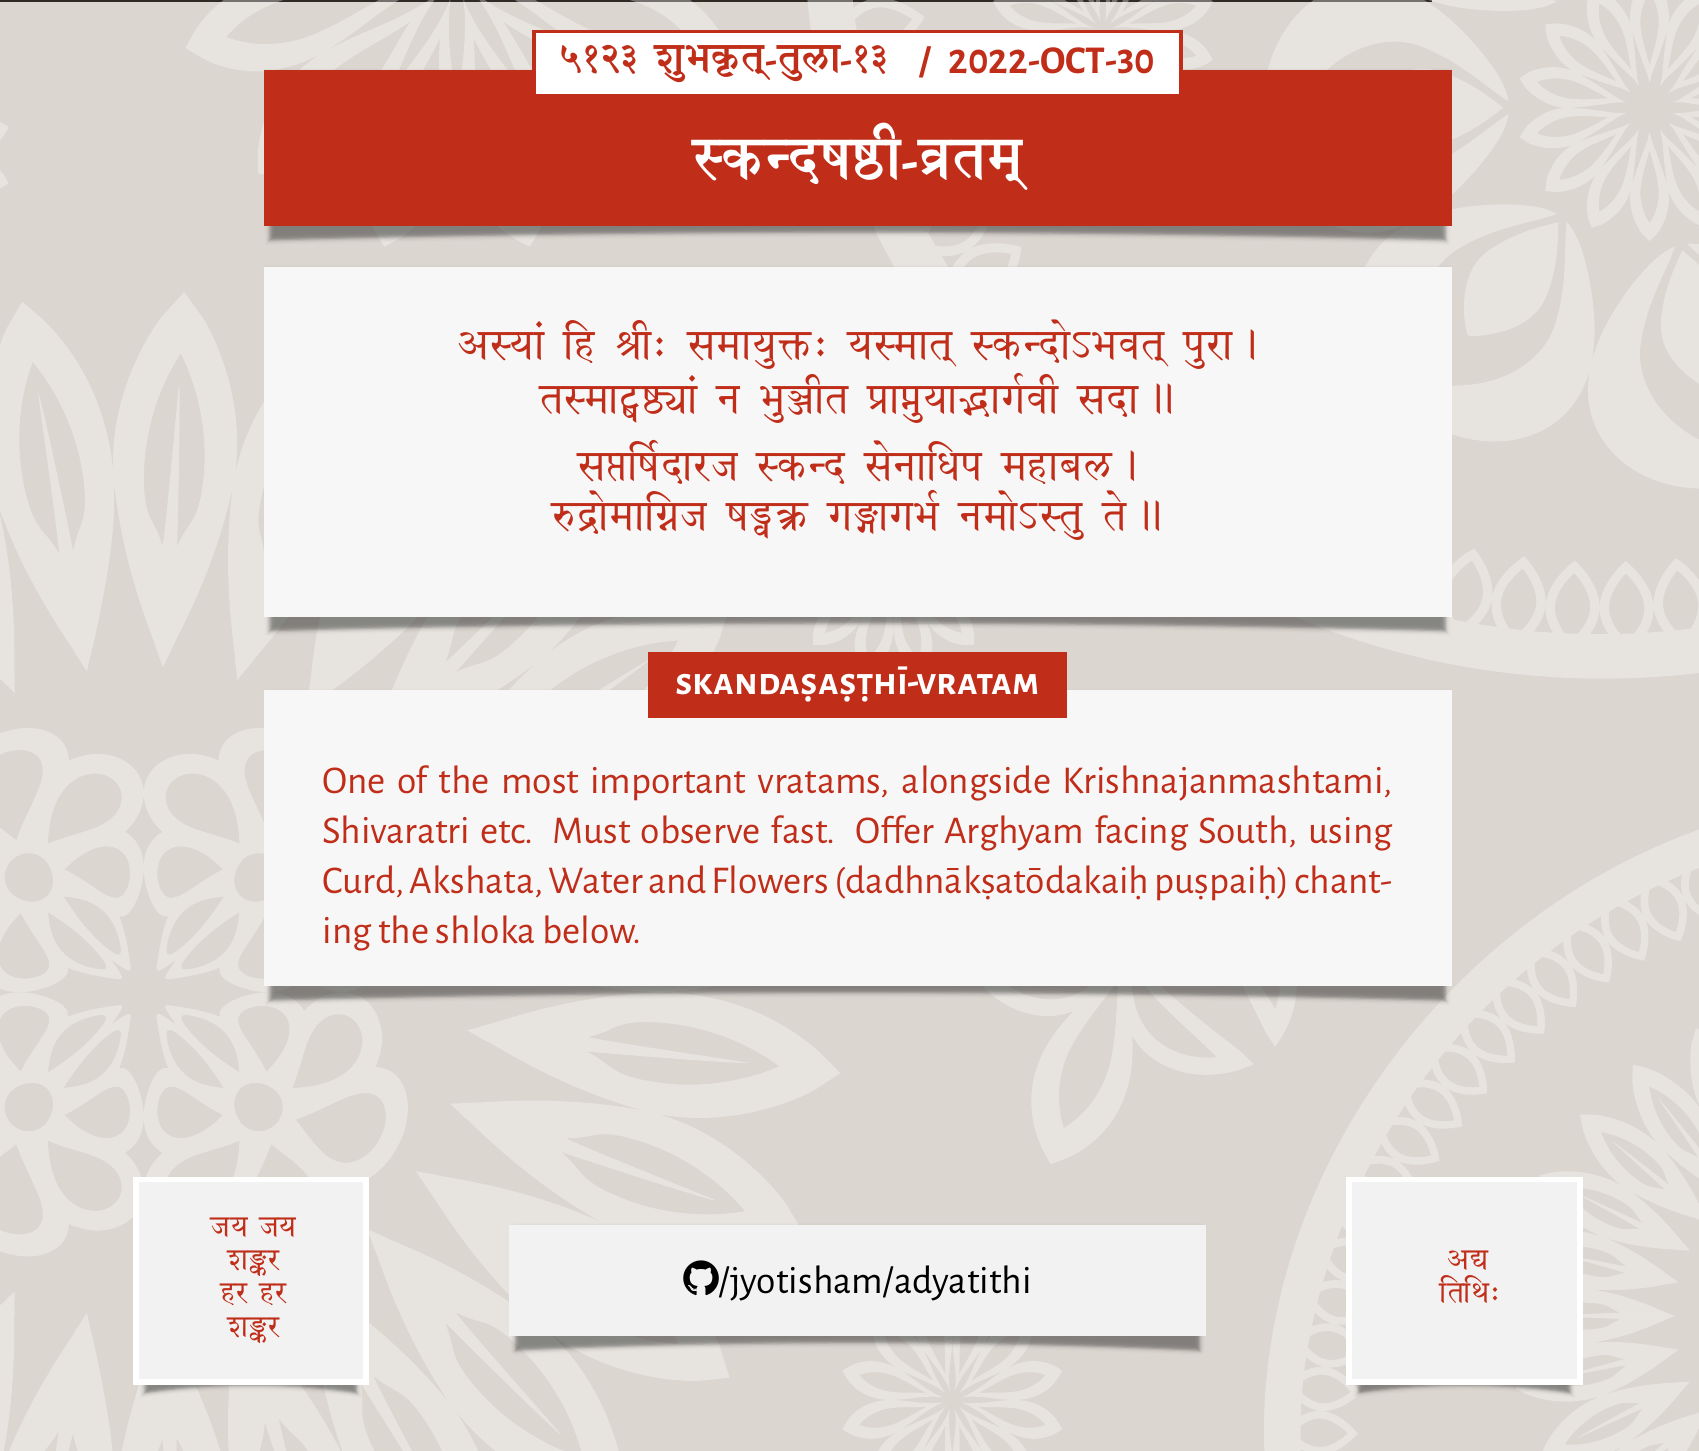 ५१२३ शुभकृत्-तुला-१३ / 2022-OCT-30
स्कन्दषष्ठी-व्रतम्
अस्यां हि श्रीः समायुक्तः यस्मात् स्कन्दोऽभवत् पुरा।
तस्माट्षष्ठ्यां न भुञ्जीत प्राप्नुयाद्भार्गवी सदा॥
सप्तर्षिदारज स्कन्द सेनाधिप महाबल।
रुद्रोमाग्निज षड्वक्त्र गङ्गागर्भ नमोऽस्तु ते॥
SKANDAṢAṢṬHĪ-VRATAM
One of the most important vratams, alongside Krishnajanmashtami,
Shivaratri etc. Must observe fast. Offer Arghyam facing South, using
Curd, Akshata, Water and Flowers (dadhnākṣatōdakaiḥ puṣpaiḥ) chant-
ing the shloka below.
जय जय
शङ्कर
हर हर
शङ्कर
/jyotisham/adyatithi
अद्य
तिथिः